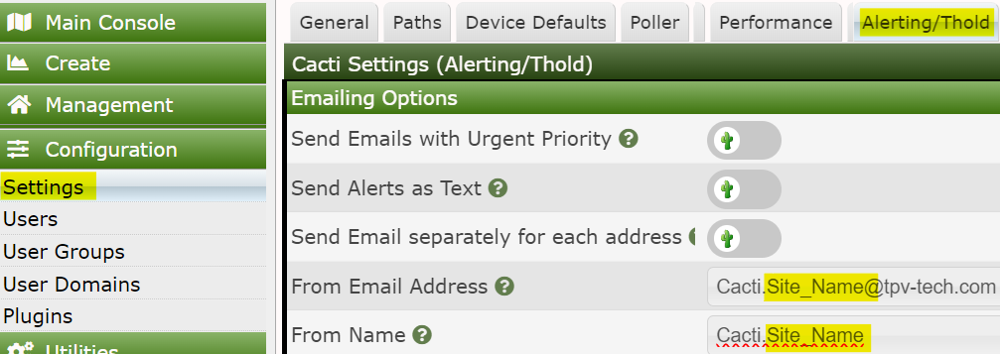 Main Console
Create
Management
Configuration
Settings
Users
User Groups
User Domains
Plugins
Utilities
General Paths Device Defaults Poller Performance Alerting/Thold
Cacti Settings (Alerting/Thold)
Emailing Options
Send Emails with Urgent Priority ?
Send Alerts as Text ?
Send Email separately for each address ?
From Email Address ? Cacti.Site_Name@tpv-tech.com
From Name ? Cacti.Site_Name